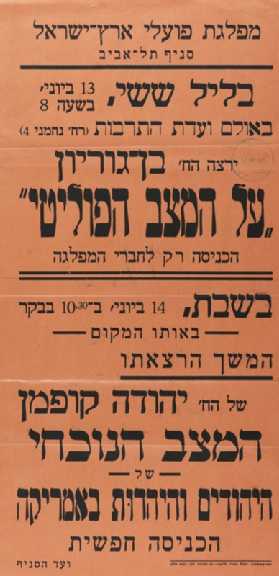 מפלגת פועלי ארץ־ישראל
סניף תל־אביב
בליל ששי, 13 ביוני,
בשעה 8
באולם ועדת התרבות (רח' נחמני 4)
ירצה הח' בן־גוריון
"על המצב הפוליטי"
הכניסה רק לחברי המפלגה
בשבת, 14 ביוני, ב־10.30 בבקר
— באותו המקום —
המשך הרצאתו
של הח' יהודה קופמן
המצב הנוכחי
— של —
היהודים והיהדות באמריקה
הכניסה חפשית
ועד הסניף